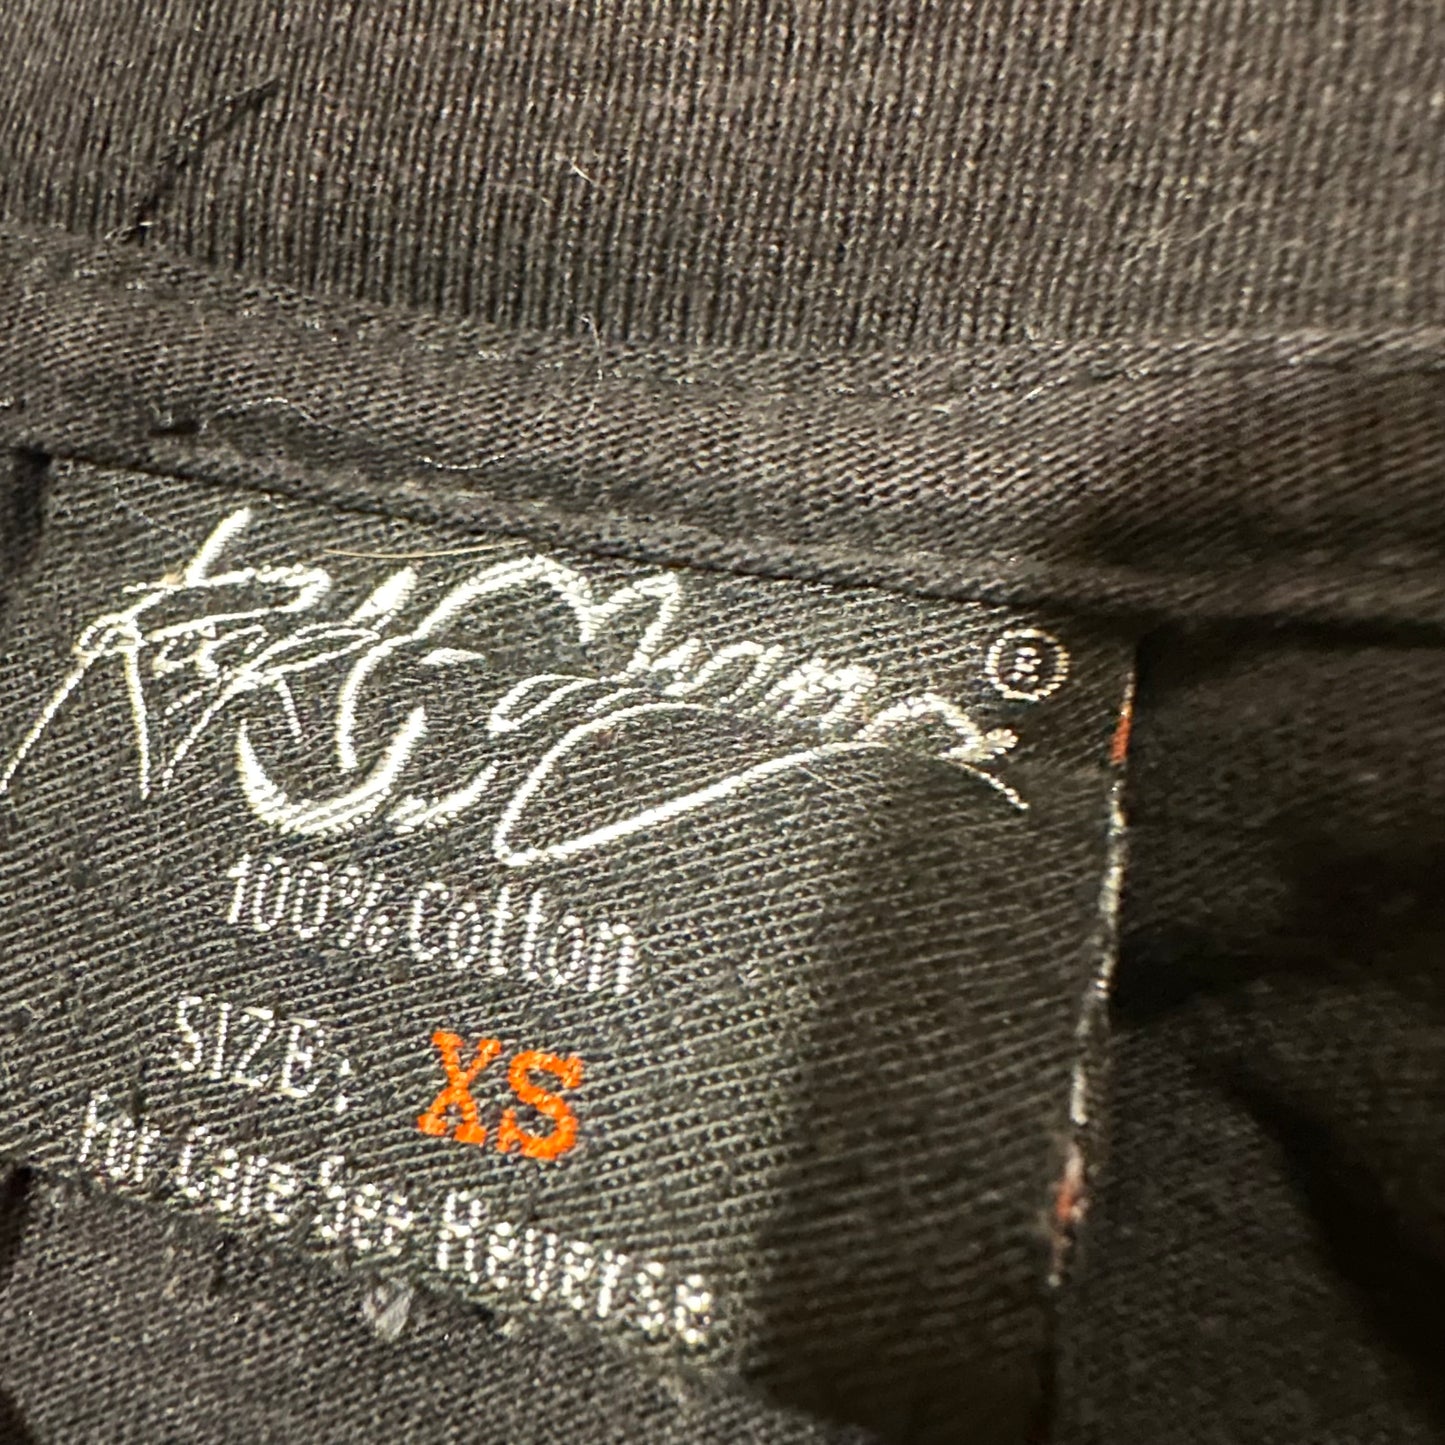 ®
100% Cotton
SIZE: XS
For Care See Reverse